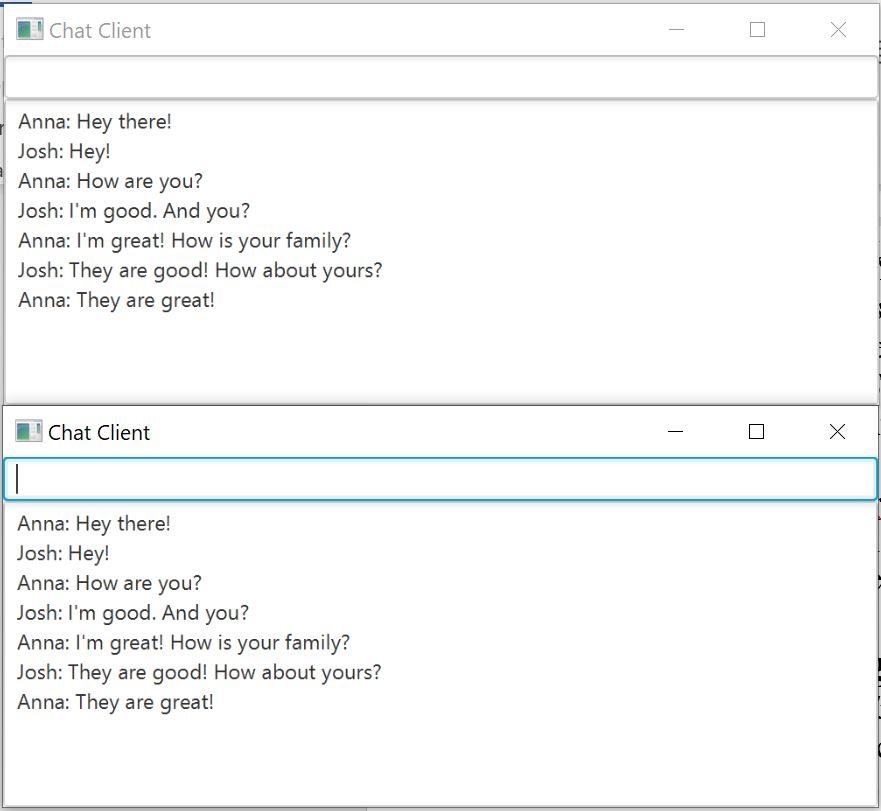 Chat Client
Anna: Hey there!
Josh: Hey!
Anna: How are you?
Josh: I'm good. And you?
Anna: I'm great! How is your family?
Josh: They are good! How about yours?
Anna: They are great!
Chat Client
Anna: Hey there!
Josh: Hey!
Anna: How are you?
Josh: I'm good. And you?
Anna: I'm great! How is your family?
Josh: They are good! How about yours?
Anna: They are great!